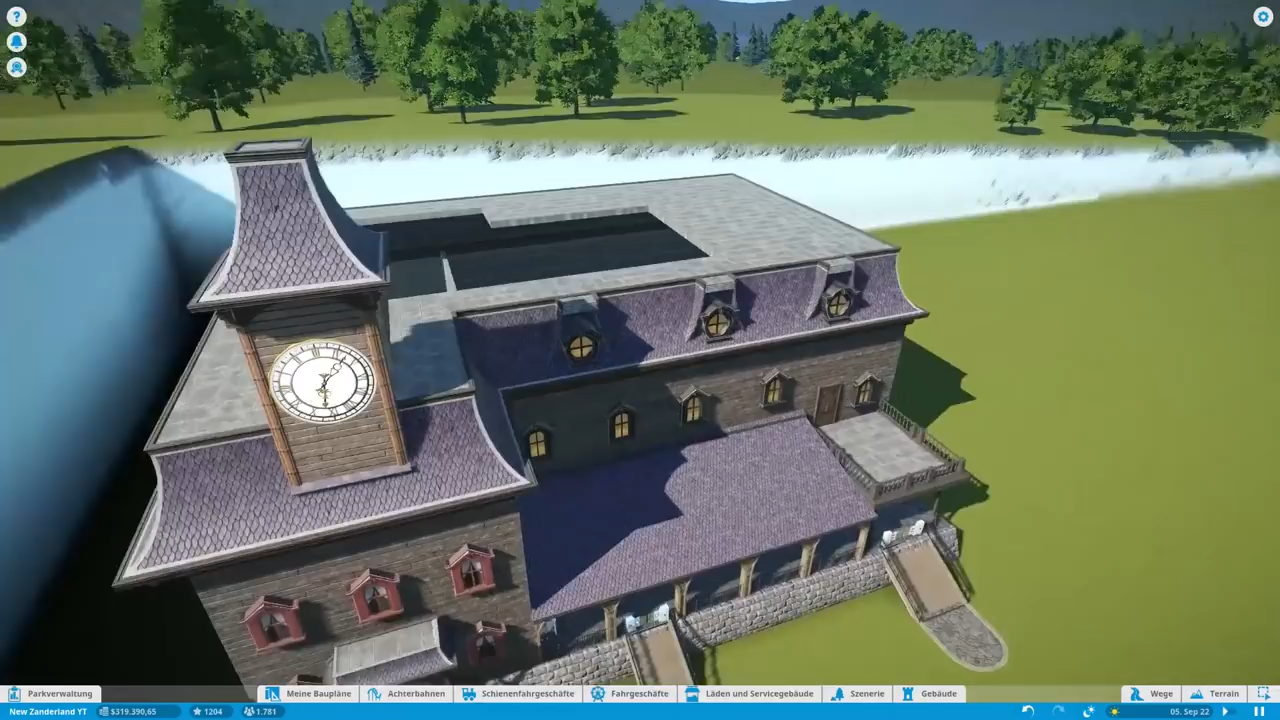 Parkverwaltung
Meine Baupläne
Achterbahnen
Schienenfahrgeschäfte
Fahrgeschäfte
Läden und Servicegebäude
Szenerie
Gebäude
Wege
Terrain
New Zanderland YT
$319.390,65
1204
1.781
05. Sep 22